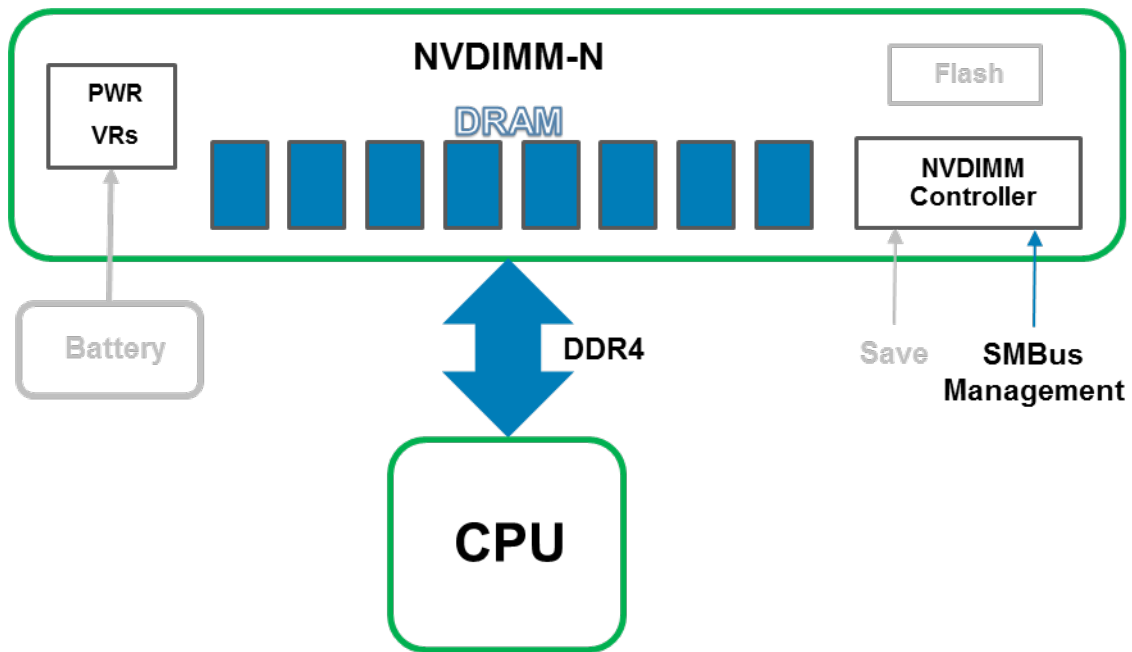 NVDIMM-N
Flash
PWR
VRs
DRAM
NVDIMM
Controller
Battery
DDR4
Save
SMBus
Management
CPU